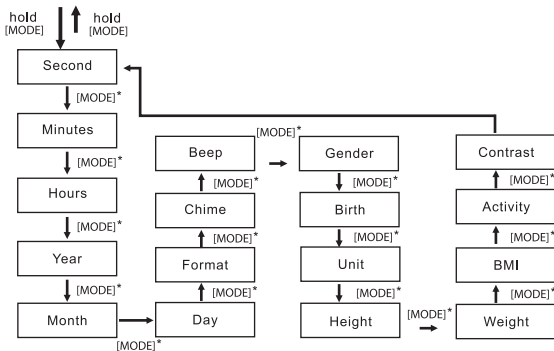 hold
[MODE]
hold
[MODE]
Second
[MODE]*
Minutes
[MODE]*
Hours
[MODE]*
Year
[MODE]*
Month
[MODE]*
Day
[MODE]*
Format
[MODE]*
Chime
[MODE]*
Beep
[MODE]*
Gender
[MODE]*
Birth
[MODE]*
Unit
[MODE]*
Height
[MODE]*
Weight
[MODE]*
BMI
[MODE]*
Activity
[MODE]*
Contrast